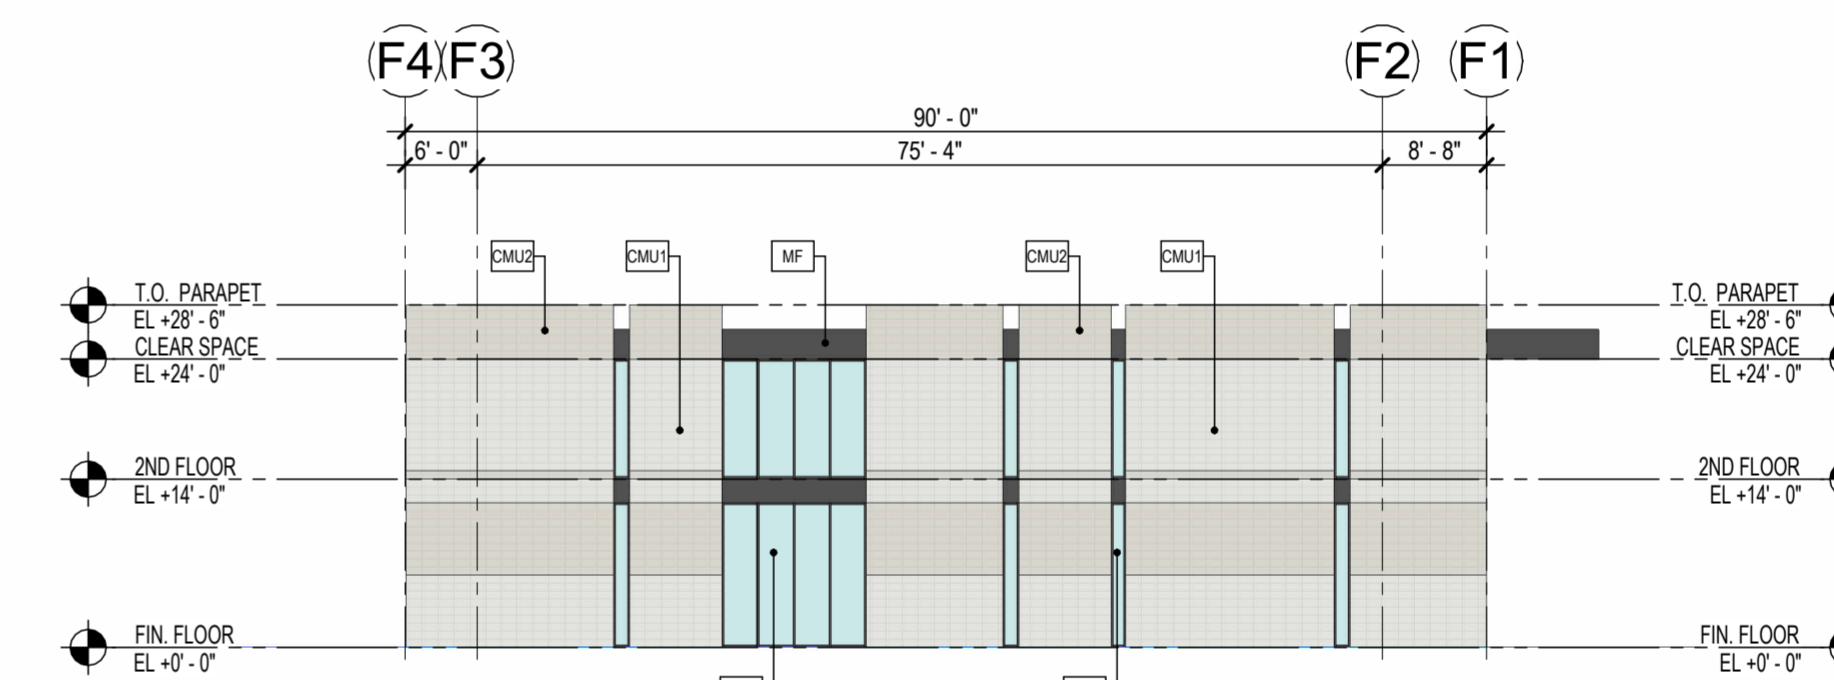 F4 F3 F2 F1
90' - 0"
6' - 0" 75' - 4" 8' - 8"
CMU2 CMU1 MF CMU2 CMU1
T.O. PARAPET
EL +28' - 6"
CLEAR SPACE
EL +24' - 0"
2ND FLOOR
EL +14' - 0"
FIN. FLOOR
EL +0' - 0"
T.O. PARAPET
EL +28' - 6"
CLEAR SPACE
EL +24' - 0"
2ND FLOOR
EL +14' - 0"
FIN. FLOOR
EL +0' - 0"